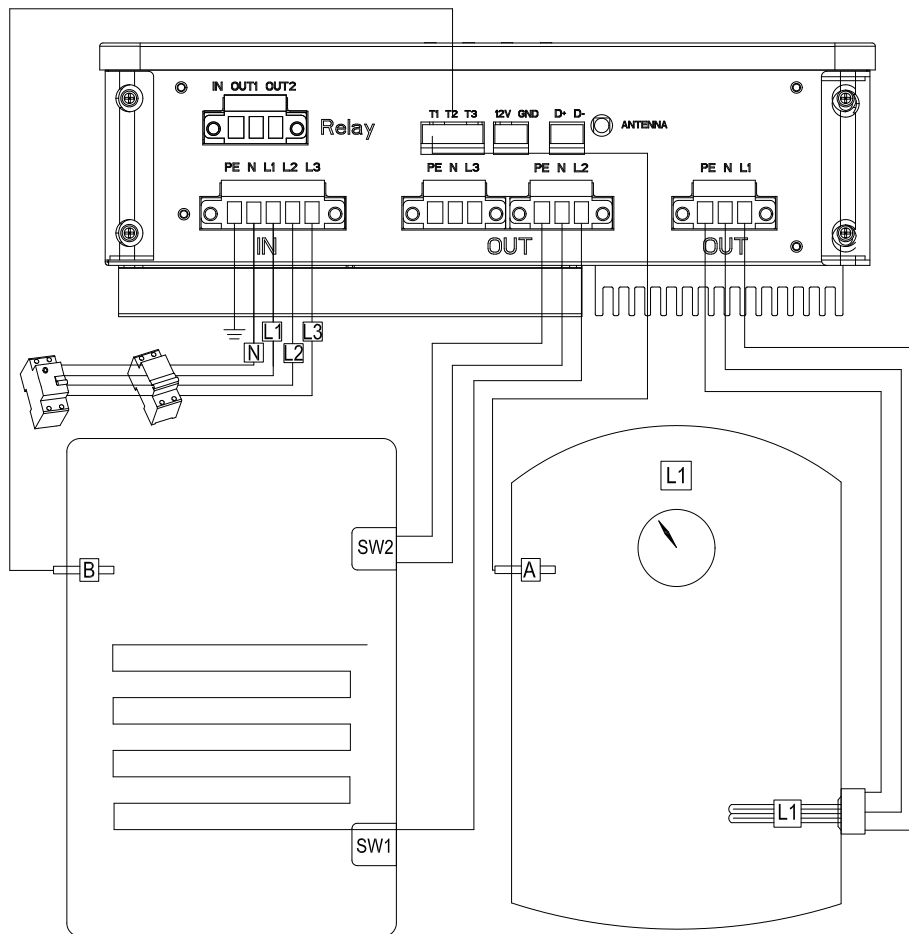 IN OUT1 OUT2
Relay
T1 T2 T3
12V GND
D+ D-
ANTENNA
PE N L1 L2 L3
PE N L3
PE N L2
PE N L1
IN
OUT
OUT
L1
L3
N
L2
L1
SW2
B
A
L1
SW1